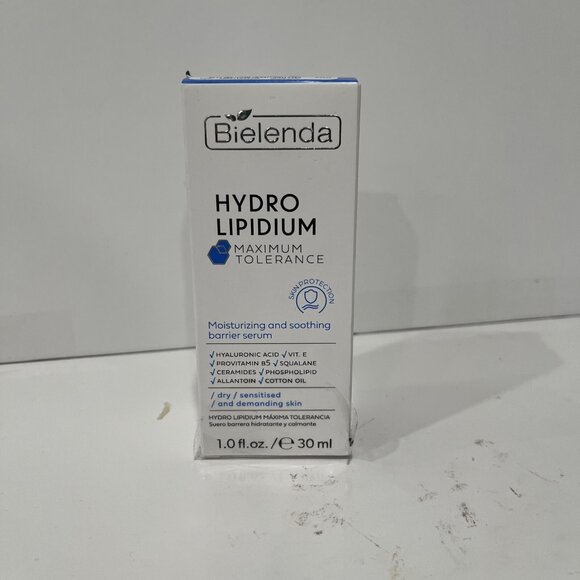 Bielenda
HYDRO
LIPIDIUM
MAXIMUM
TOLERANCE
SKIN PROTECTION
Moisturizing and soothing
barrier serum
✓HYALURONIC ACID ✓VIT. E
✓PROVITAMIN B5 ✓SQUALANE
✓CERAMIDES ✓PHOSPHOLIPID
✓ALLANTOIN ✓COTTON OIL
/ dry / sensitised
/ and demanding skin
HYDRO LIPIDIUM MÁXIMA TOLERANCIA
Suero barrera hidratante y calmante
1.0 fl.oz. / ℮ 30 ml